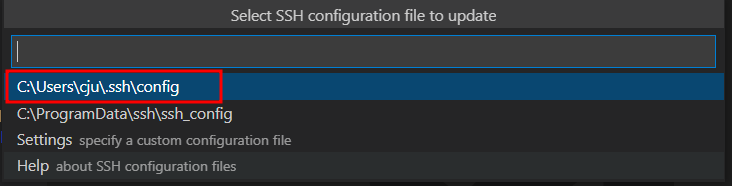 Select SSH configuration file to update
C:\Users\cju\.ssh\config
C:\ProgramData\ssh\ssh_config
Settings specify a custom configuration file
Help about SSH configuration files